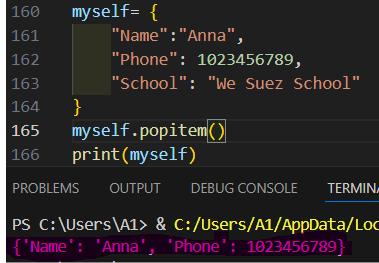 160 myself= {
161 "Name":"Anna",
162 "Phone": 1023456789,
163 "School": "We Suez School"
164 }
165 myself.popitem()
166 print(myself)
PROBLEMS OUTPUT DEBUG CONSOLE TERMINA
PS C:\Users\A1> & C:/Users/A1/AppData/Loc
{'Name': 'Anna', 'Phone': 1023456789}